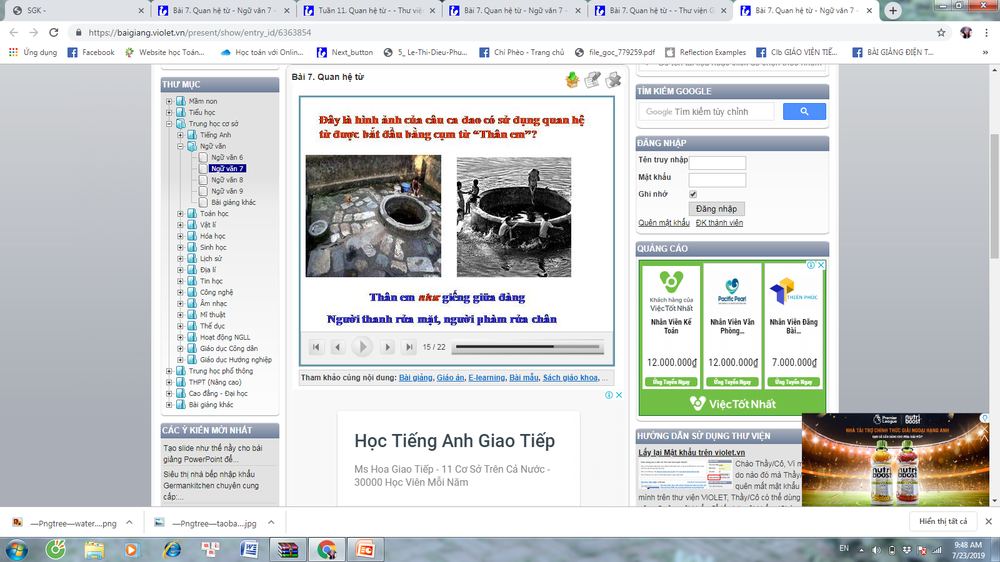 SGK -
Bài 7. Quan hệ từ - Ngữ văn 7 -
Tuần 11. Quan hệ từ - - Thư viện
Bài 7. Quan hệ từ - Ngữ văn 7 -
Bài 7. Quan hệ từ - - Thư viện G
Bài 7. Quan hệ từ - Ngữ văn 7 -
https://baigiang.violet.vn/present/show/entry_id/6363854
Ứng dụng
Facebook
Website học Toán...
Học toán với Onlin...
Next_button
5_ Le-Thi-Dieu-Phu...
Chí Phèo - Trang chủ
file_goc_779259.pdf
Reflection Examples
Clb GIÁO VIÊN TIẾ...
BÀI GIẢNG ĐIỆN T...
THƯ MỤC
Mầm non
Tiểu học
Trung học cơ sở
Tiếng Anh
Ngữ văn
Ngữ văn 6
Ngữ văn 7
Ngữ văn 8
Ngữ văn 9
Bài giảng khác
Toán học
Vật lí
Hóa học
Sinh học
Lịch sử
Địa lí
Tin học
Công nghệ
Âm nhạc
Mĩ thuật
Thể dục
Hoạt động NGLL
Giáo dục Công dân
Giáo dục Hướng nghiệp
Trung học phổ thông
THPT (Nâng cao)
Cao đẳng - Đại học
Bài giảng khác
CÁC Ý KIẾN MỚI NHẤT
Tạo slide như thế nầy cho bài
giảng PowerPoint để...
Siêu thị nhà bếp nhập khẩu
Germankitchen chuyên cung
cấp:...
Bài 7. Quan hệ từ
Đây là hình ảnh của câu ca dao có sử dụng quan hệ
từ được bắt đầu bằng cụm từ “Thân em”?
Thân em như giếng giữa đàng
Người thanh rửa mặt, người phàm rửa chân
15 / 22
Tham khảo cùng nội dung: Bài giảng, Giáo án, E-learning, Bài mẫu, Sách giáo khoa, ...
Học Tiếng Anh Giao Tiếp
Ms Hoa Giao Tiếp - 11 Cơ Sở Trên Cả Nước -
30000 Học Viên Mỗi Năm
TÌM KIẾM GOOGLE
Google Tìm kiếm tùy chỉnh
ĐĂNG NHẬP
Tên truy nhập
Mật khẩu
Ghi nhớ
Đăng nhập
Quên mật khẩu ĐK thành viên
QUẢNG CÁO
Khách hàng của
ViệcTốtNhất
Nhân Viên Kế
Toán
12.000.000₫
Ứng Tuyển Ngay
Pacific Pearl
Nhân Viên Văn
Phòng...
12.000.000₫
Ứng Tuyển Ngay
THIÊN PHÚC
Nhân Viên Đăng
Bài...
7.000.000₫
Ứng Tuyển Ngay
ViệcTốtNhất
HƯỚNG DẪN SỬ DỤNG THƯ VIỆN
Lấy lại Mật khẩu trên violet.vn
Chào Thầy/Cô, Vì m
do nào đó mà Thầy/
quên mất mật khẩu
mình trên thư viện ViOLET, Thầy/Cô có thể dùng
Premier League
nutri boost
NHÀ TÀI TRỢ CHÍNH THỨC GIẢI NGOẠI HẠNG ANH
nutri boost
nutri boost
—Pngtree—water....png
—Pngtree—taoba....jpg
Hiển thị tất cả
EN
9:48 AM
7/23/2019